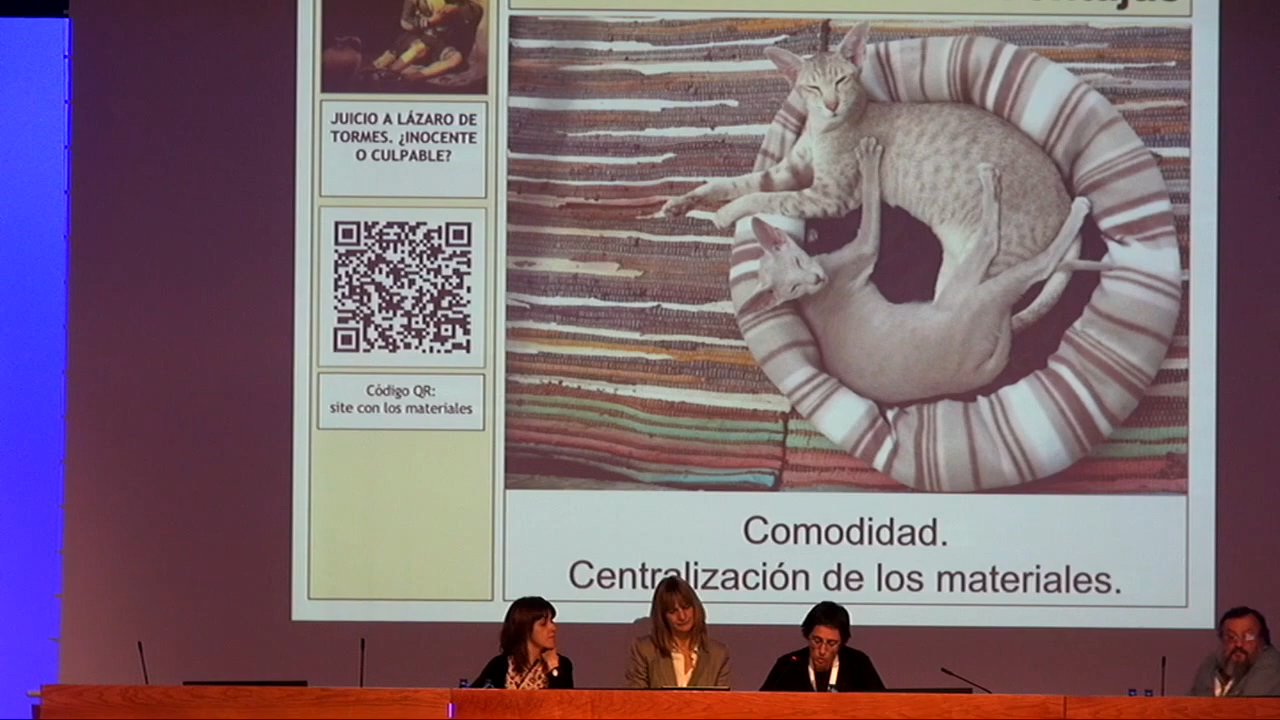 JUICIO A LÁZARO DE
TORMES. ¿INOCENTE
O CULPABLE?
Código QR:
site con los materiales
Comodidad.
Centralización de los materiales.